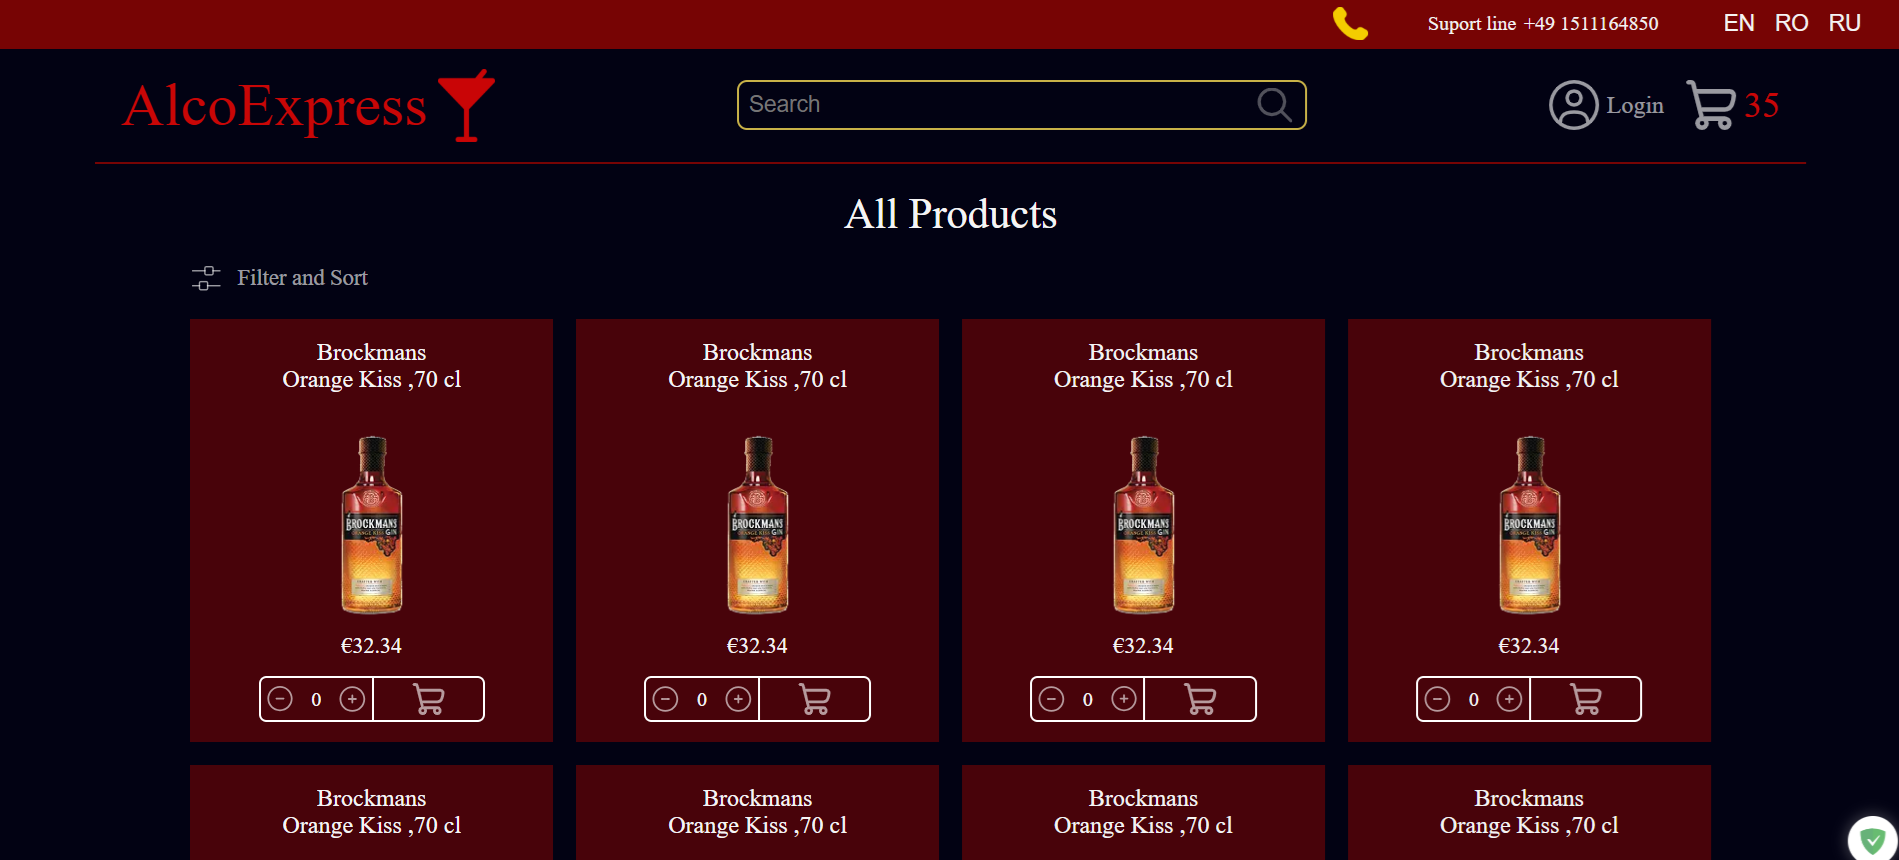 Suport line +49 1511164850
EN RO RU
AlcoExpress
Search
Login
35
All Products
Filter and Sort
Brockmans
Orange Kiss ,70 cl
BROCKMANS
ORANGE KISS GIN
€32.34
0
Brockmans
Orange Kiss ,70 cl
BROCKMANS
ORANGE KISS GIN
€32.34
0
Brockmans
Orange Kiss ,70 cl
BROCKMANS
ORANGE KISS GIN
€32.34
0
Brockmans
Orange Kiss ,70 cl
BROCKMANS
ORANGE KISS GIN
€32.34
0
Brockmans
Orange Kiss ,70 cl
Brockmans
Orange Kiss ,70 cl
Brockmans
Orange Kiss ,70 cl
Brockmans
Orange Kiss ,70 cl